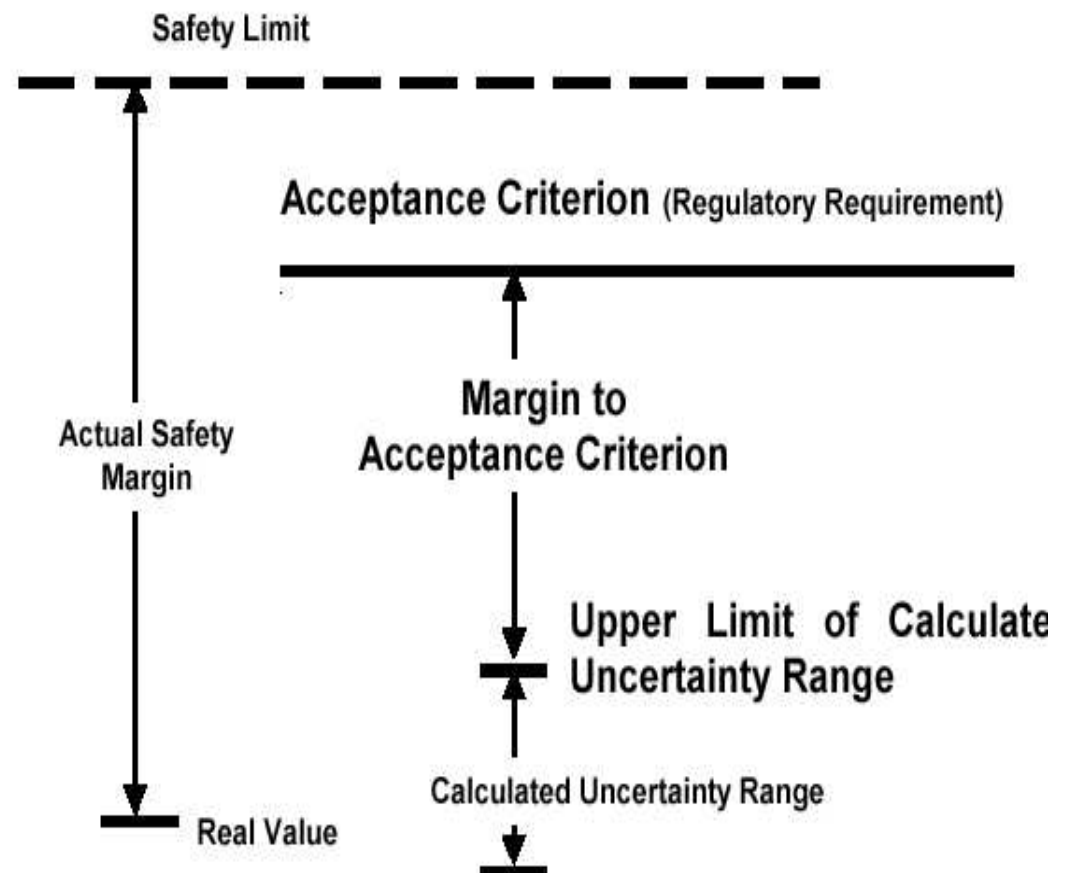 Safety Limit
Acceptance Criterion (Regulatory Requirement)
Margin to
Acceptance Criterion
Actual Safety
Margin
Upper Limit of Calculate
Uncertainty Range
Calculated Uncertainty Range
Real Value